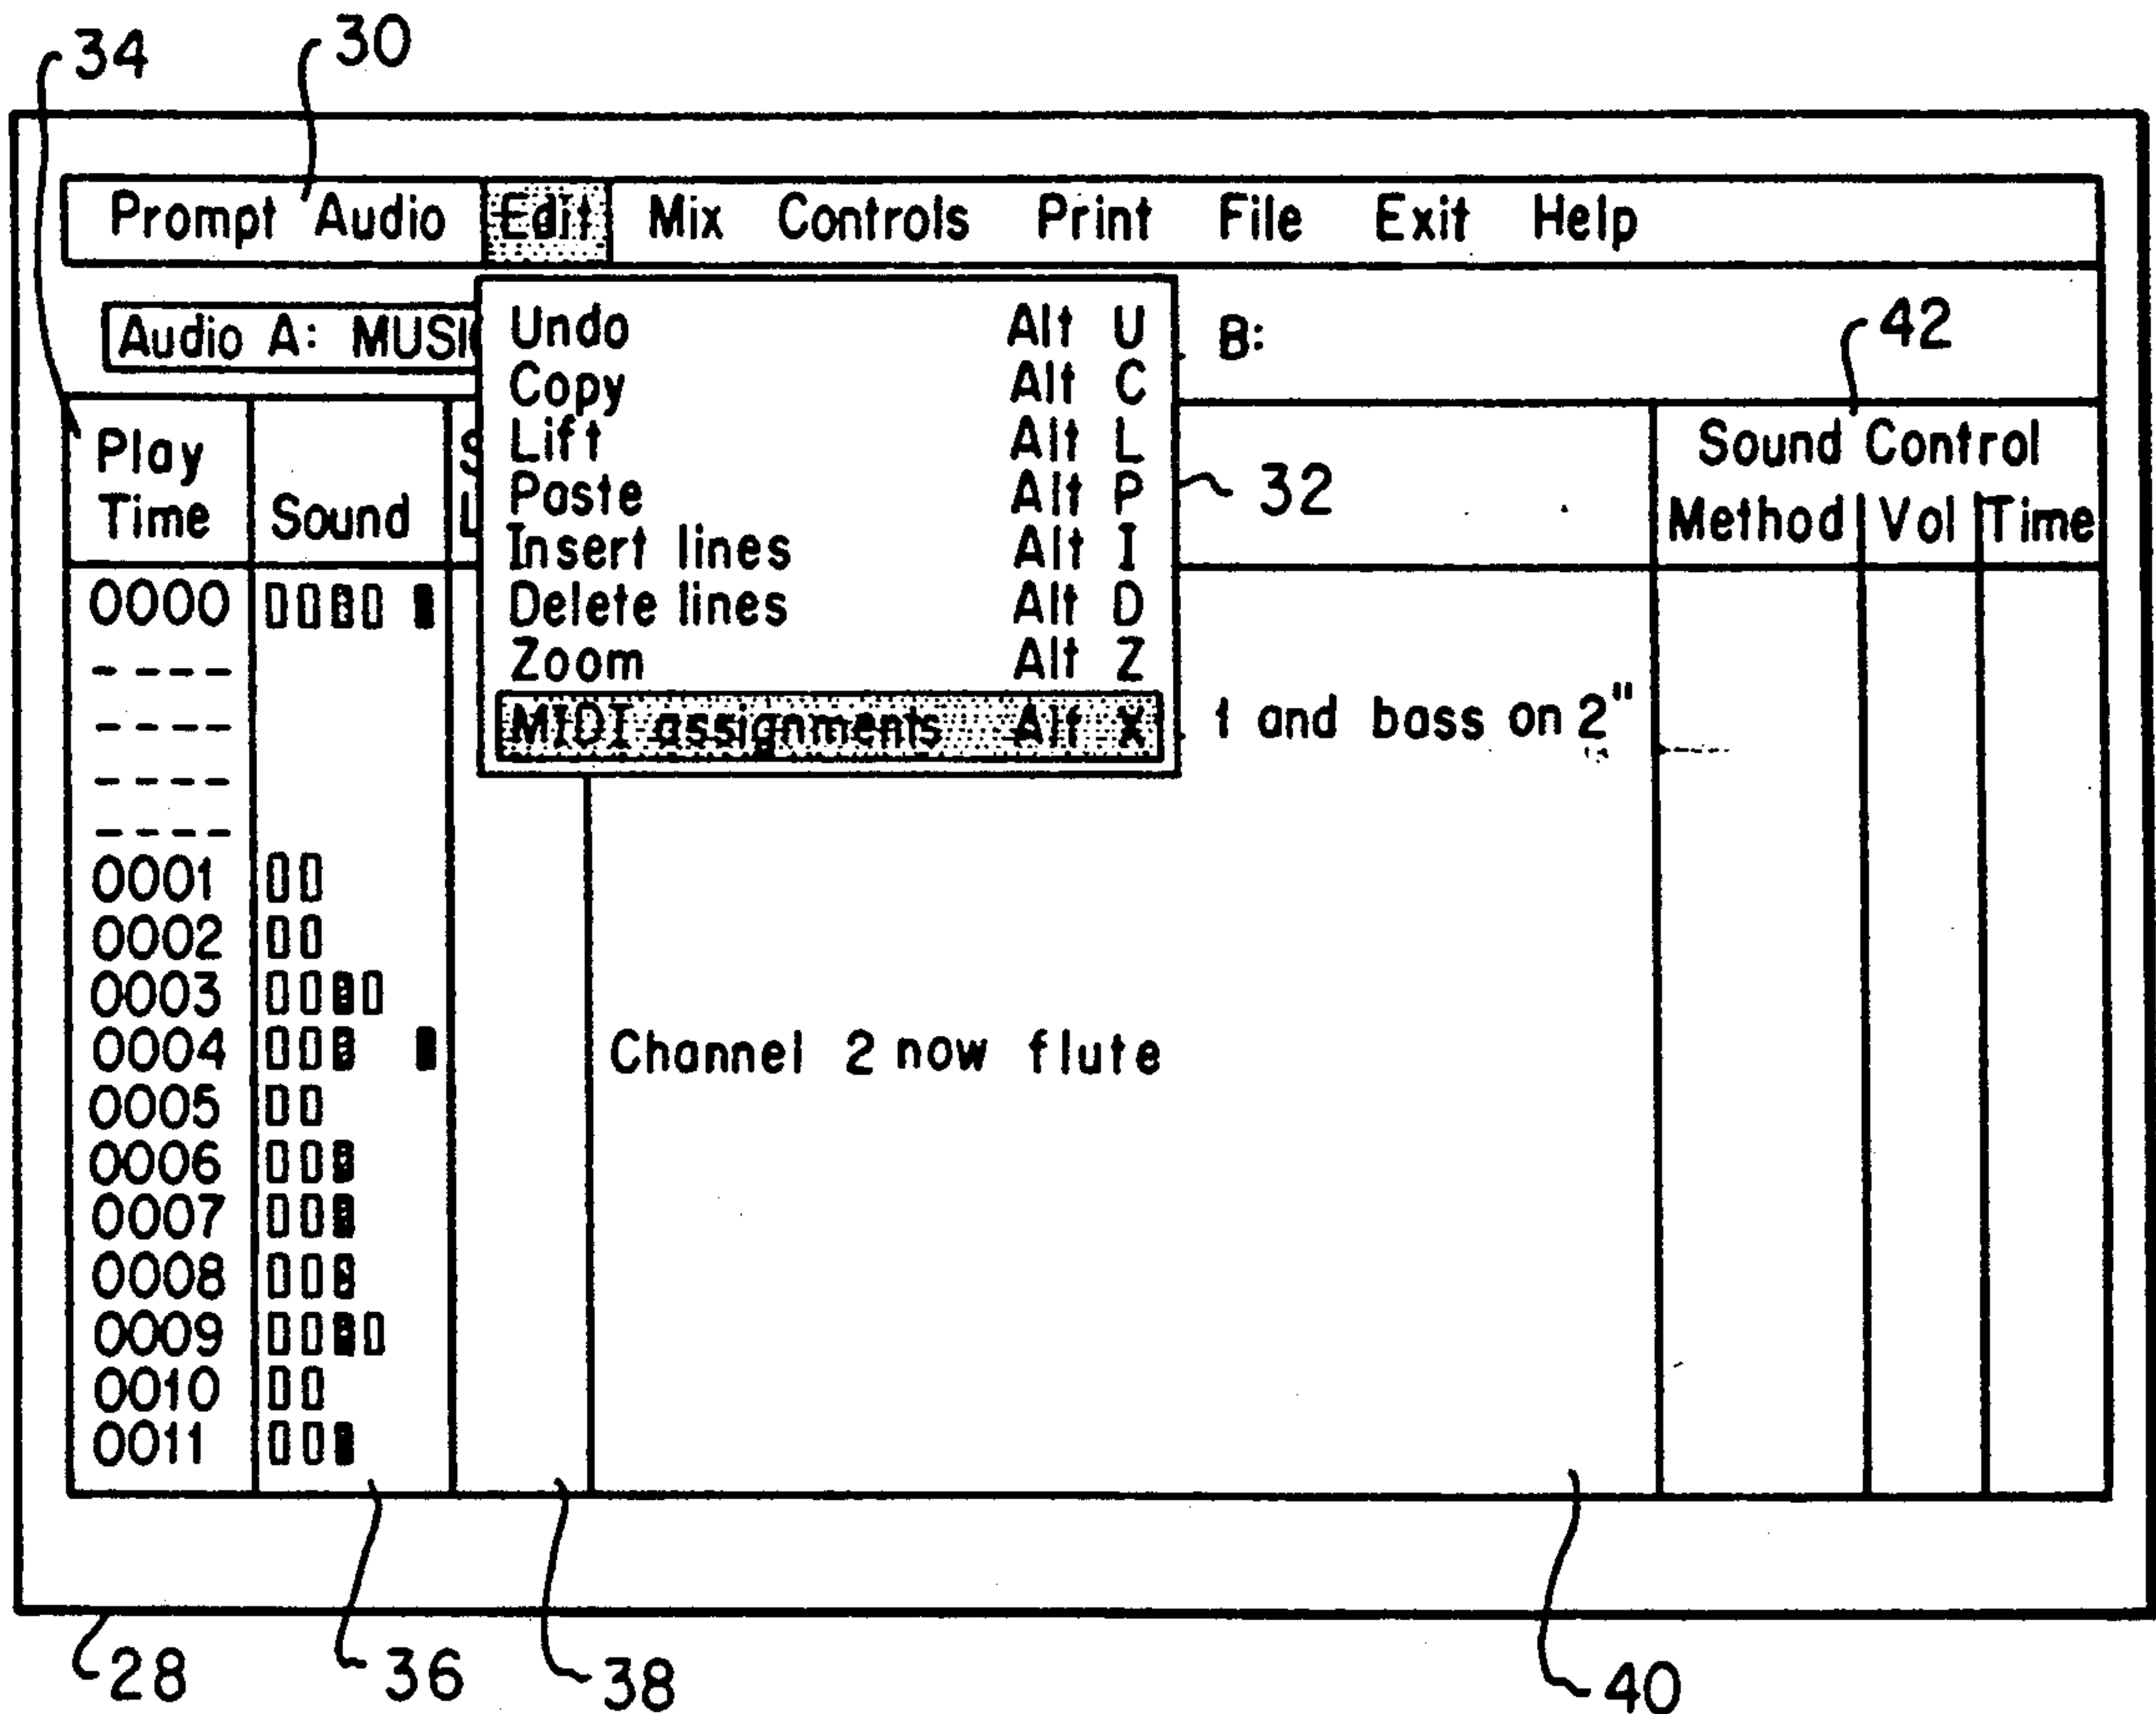 34 30
Prompt Audio Edit Mix Controls Print File Exit Help
Audio A: MUSI B:
42
Undo Alt U
Copy Alt C
Lift Alt L
Paste Alt P
Insert lines Alt I
Delete lines Alt D
Zoom Alt Z
MIDI assignments Alt X
32
Play
Time
Sound
Sound Control
Method Vol Time
0000
----
---- 1 and bass on 2"
----
----
0001
0002
0003
0004 Channel 2 now flute
0005
0006
0007
0008
0009
0010
0011
28 36 38 40